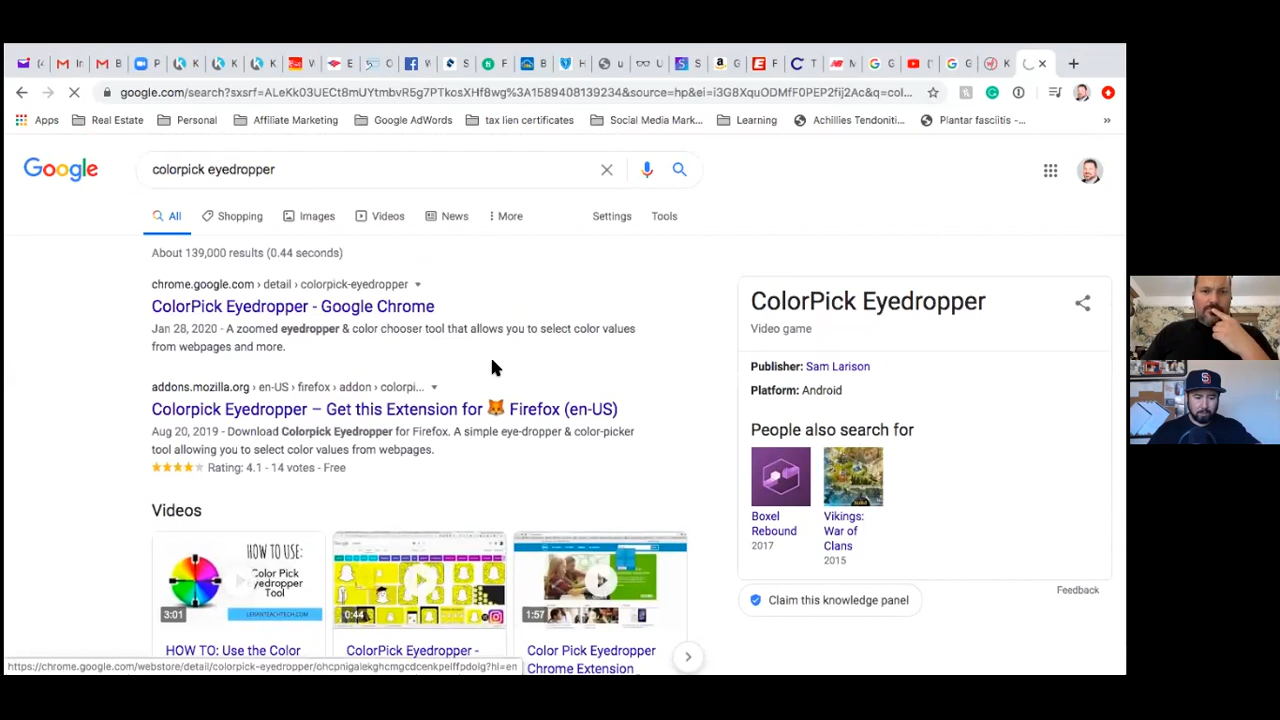 google.com/search?sxsrf=ALeKk03UECt8mUYtmbvR5g7PTkosXHf8wg%3A1589408139234&source=hp&ei=i3G8XquODMfF0PEP2fij2Ac&q=col...
Apps Real Estate Personal Affiliate Marketing Google AdWords tax lien certificates Social Media Mark... Learning Achillies Tendoniti... Plantar fasciitis -... »
Google colorpick eyedropper
All Shopping Images Videos News More Settings Tools
About 139,000 results (0.44 seconds)
chrome.google.com › detail › colorpick-eyedropper
ColorPick Eyedropper - Google Chrome
Jan 28, 2020 - A zoomed eyedropper & color chooser tool that allows you to select color values
from webpages and more.
addons.mozilla.org › en-US › firefox › addon › colorpi...
Colorpick Eyedropper – Get this Extension for 🦊 Firefox (en-US)
Aug 20, 2019 - Download Colorpick Eyedropper for Firefox. A simple eye-dropper & color-picker
tool allowing you to select color values from webpages.
Rating: 4.1 - 14 votes - Free
Videos
HOW TO USE:
Color Pick
Eyedropper
Tool
3:01
0:44
1:57
HOW TO: Use the Color
ColorPick Eyedropper -
Color Pick Eyedropper
Chrome Extension
ColorPick Eyedropper
Video game
Publisher: Sam Larison
Platform: Android
People also search for
Boxel
Rebound
2017
Vikings:
War of
Clans
2015
Feedback
Claim this knowledge panel
https://chrome.google.com/webstore/detail/colorpick-eyedropper/ohcpnigalekghcmgcdcenkpelffpdolg?hl=en